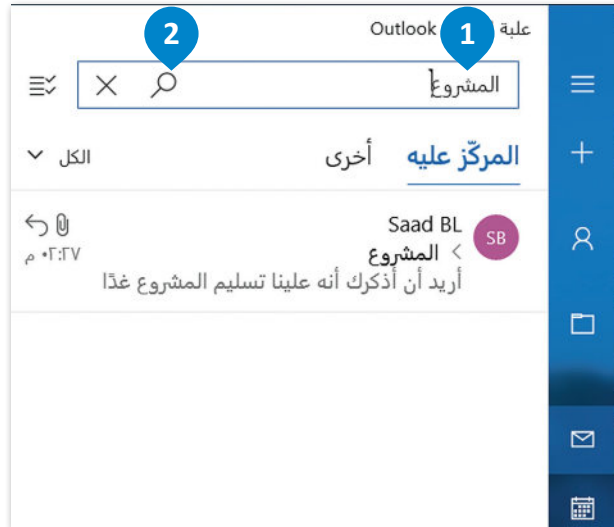 علبة Outlook
1
2
المشروع
المركّز عليه
أخرى
الكل
SB
Saad BL
المشروع
٠٢:٢٧ م
أريد أن أذكرك أنه علينا تسليم المشروع غدًا